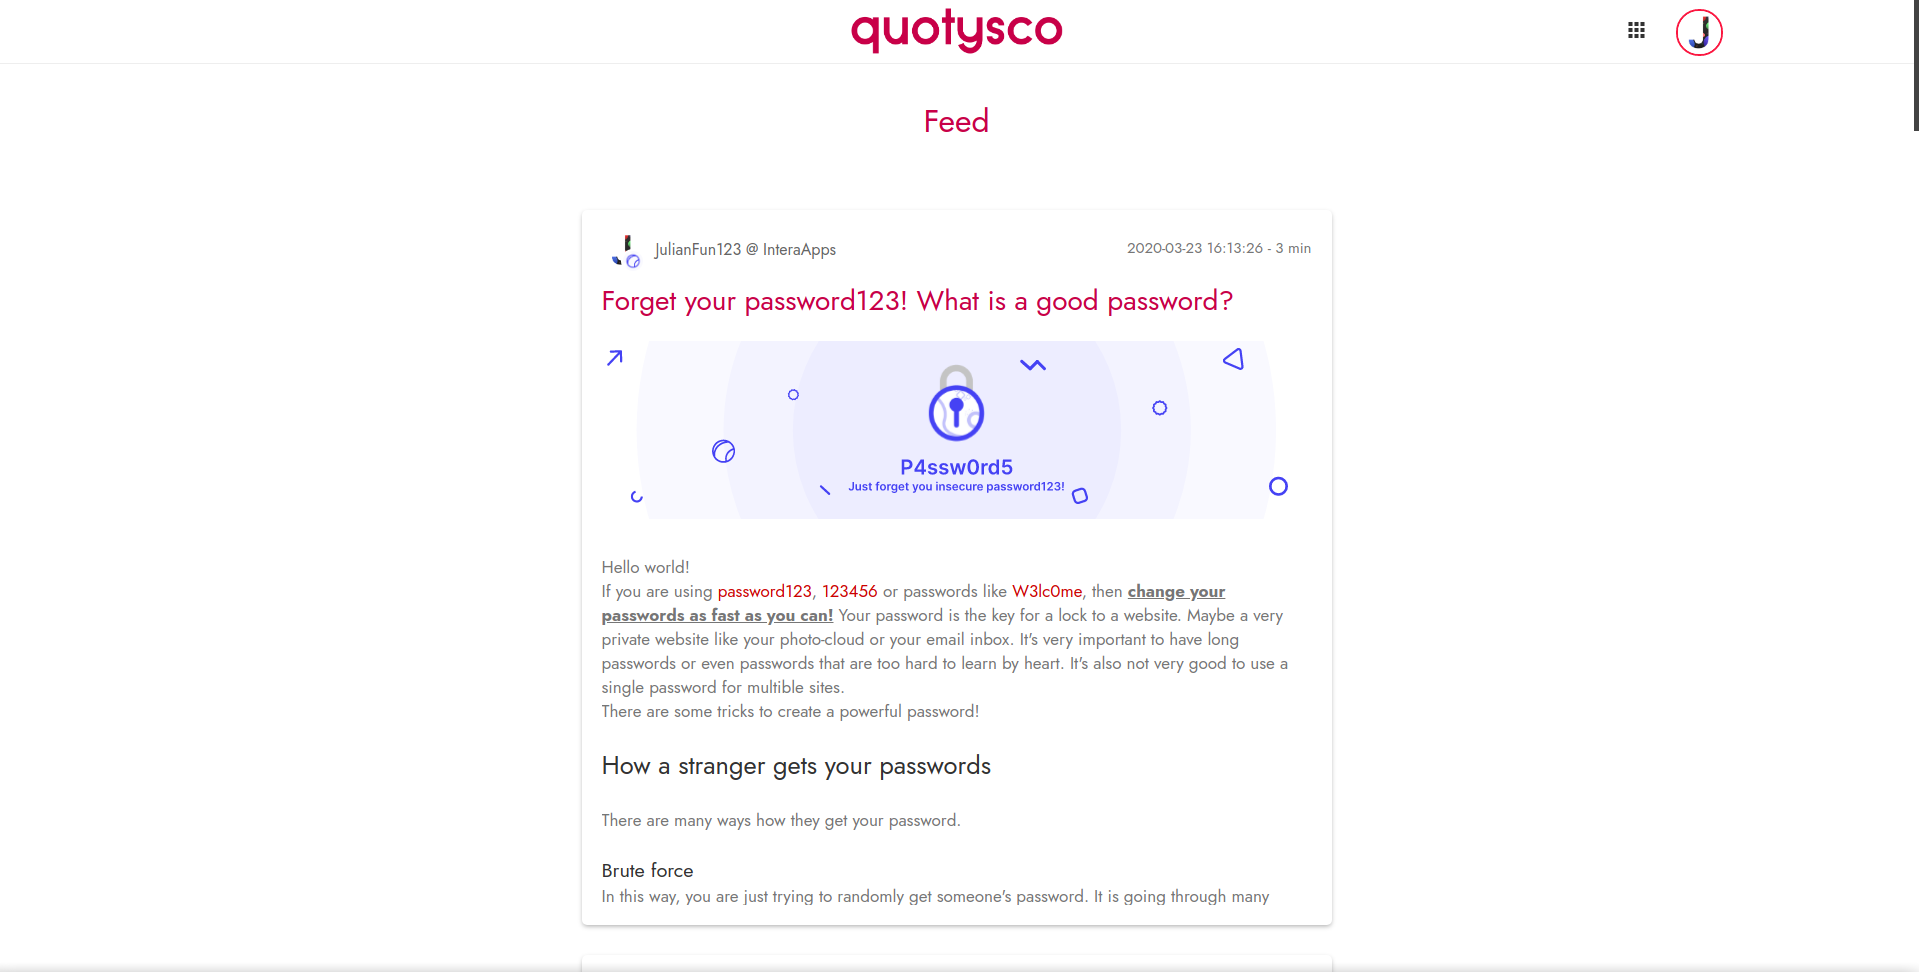 quotysco
Feed
JulianFun123 @ InteraApps
2020-03-23 16:13:26 - 3 min
Forget your password123! What is a good password?
P4ssw0rd5
Just forget you insecure password123!
Hello world!
If you are using password123, 123456 or passwords like W3lc0me, then change your
passwords as fast as you can! Your password is the key for a lock to a website. Maybe a very
private website like your photo-cloud or your email inbox. It's very important to have long
passwords or even passwords that are too hard to learn by heart. It's also not very good to use a
single password for multible sites.
There are some tricks to create a powerful password!
How a stranger gets your passwords
There are many ways how they get your password.
Brute force
In this way, you are just trying to randomly get someone's password. It is going through many